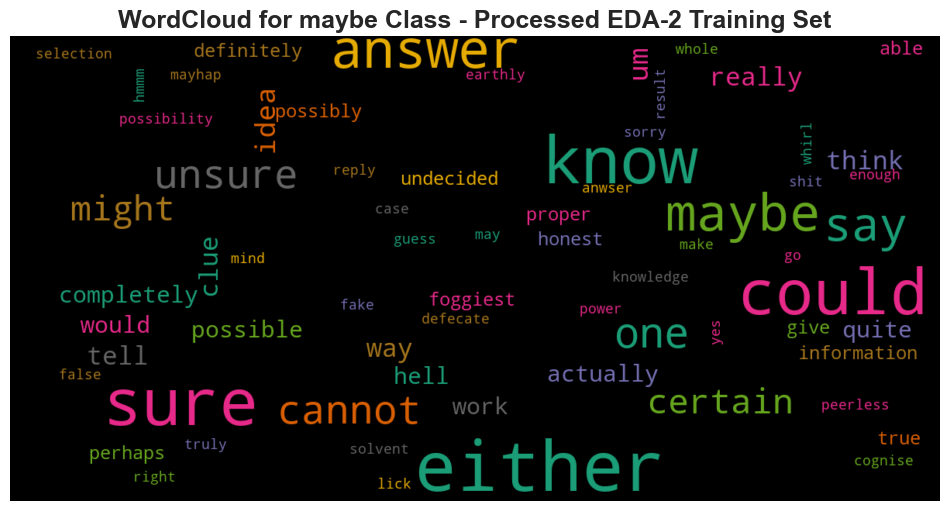 WordCloud for maybe Class - Processed EDA-2 Training Set
selection
definitely
answer
um
whole
able
hmmm
mayhap
earthly
result
really
possibility
idea
possibly
sorry
whirl
think
know
unsure
reply
undecided
anwser
shit
enough
might
case
proper
maybe
say
clue
guess
may
honest
make
mind
go
completely
knowledge
could
fake
foggiest
power
would
possible
defecate
one
yes
give
quite
tell
way
information
false
hell
actually
sure
cannot
work
certain
peerless
perhaps
truly
solvent
either
true
right
lick
cognise